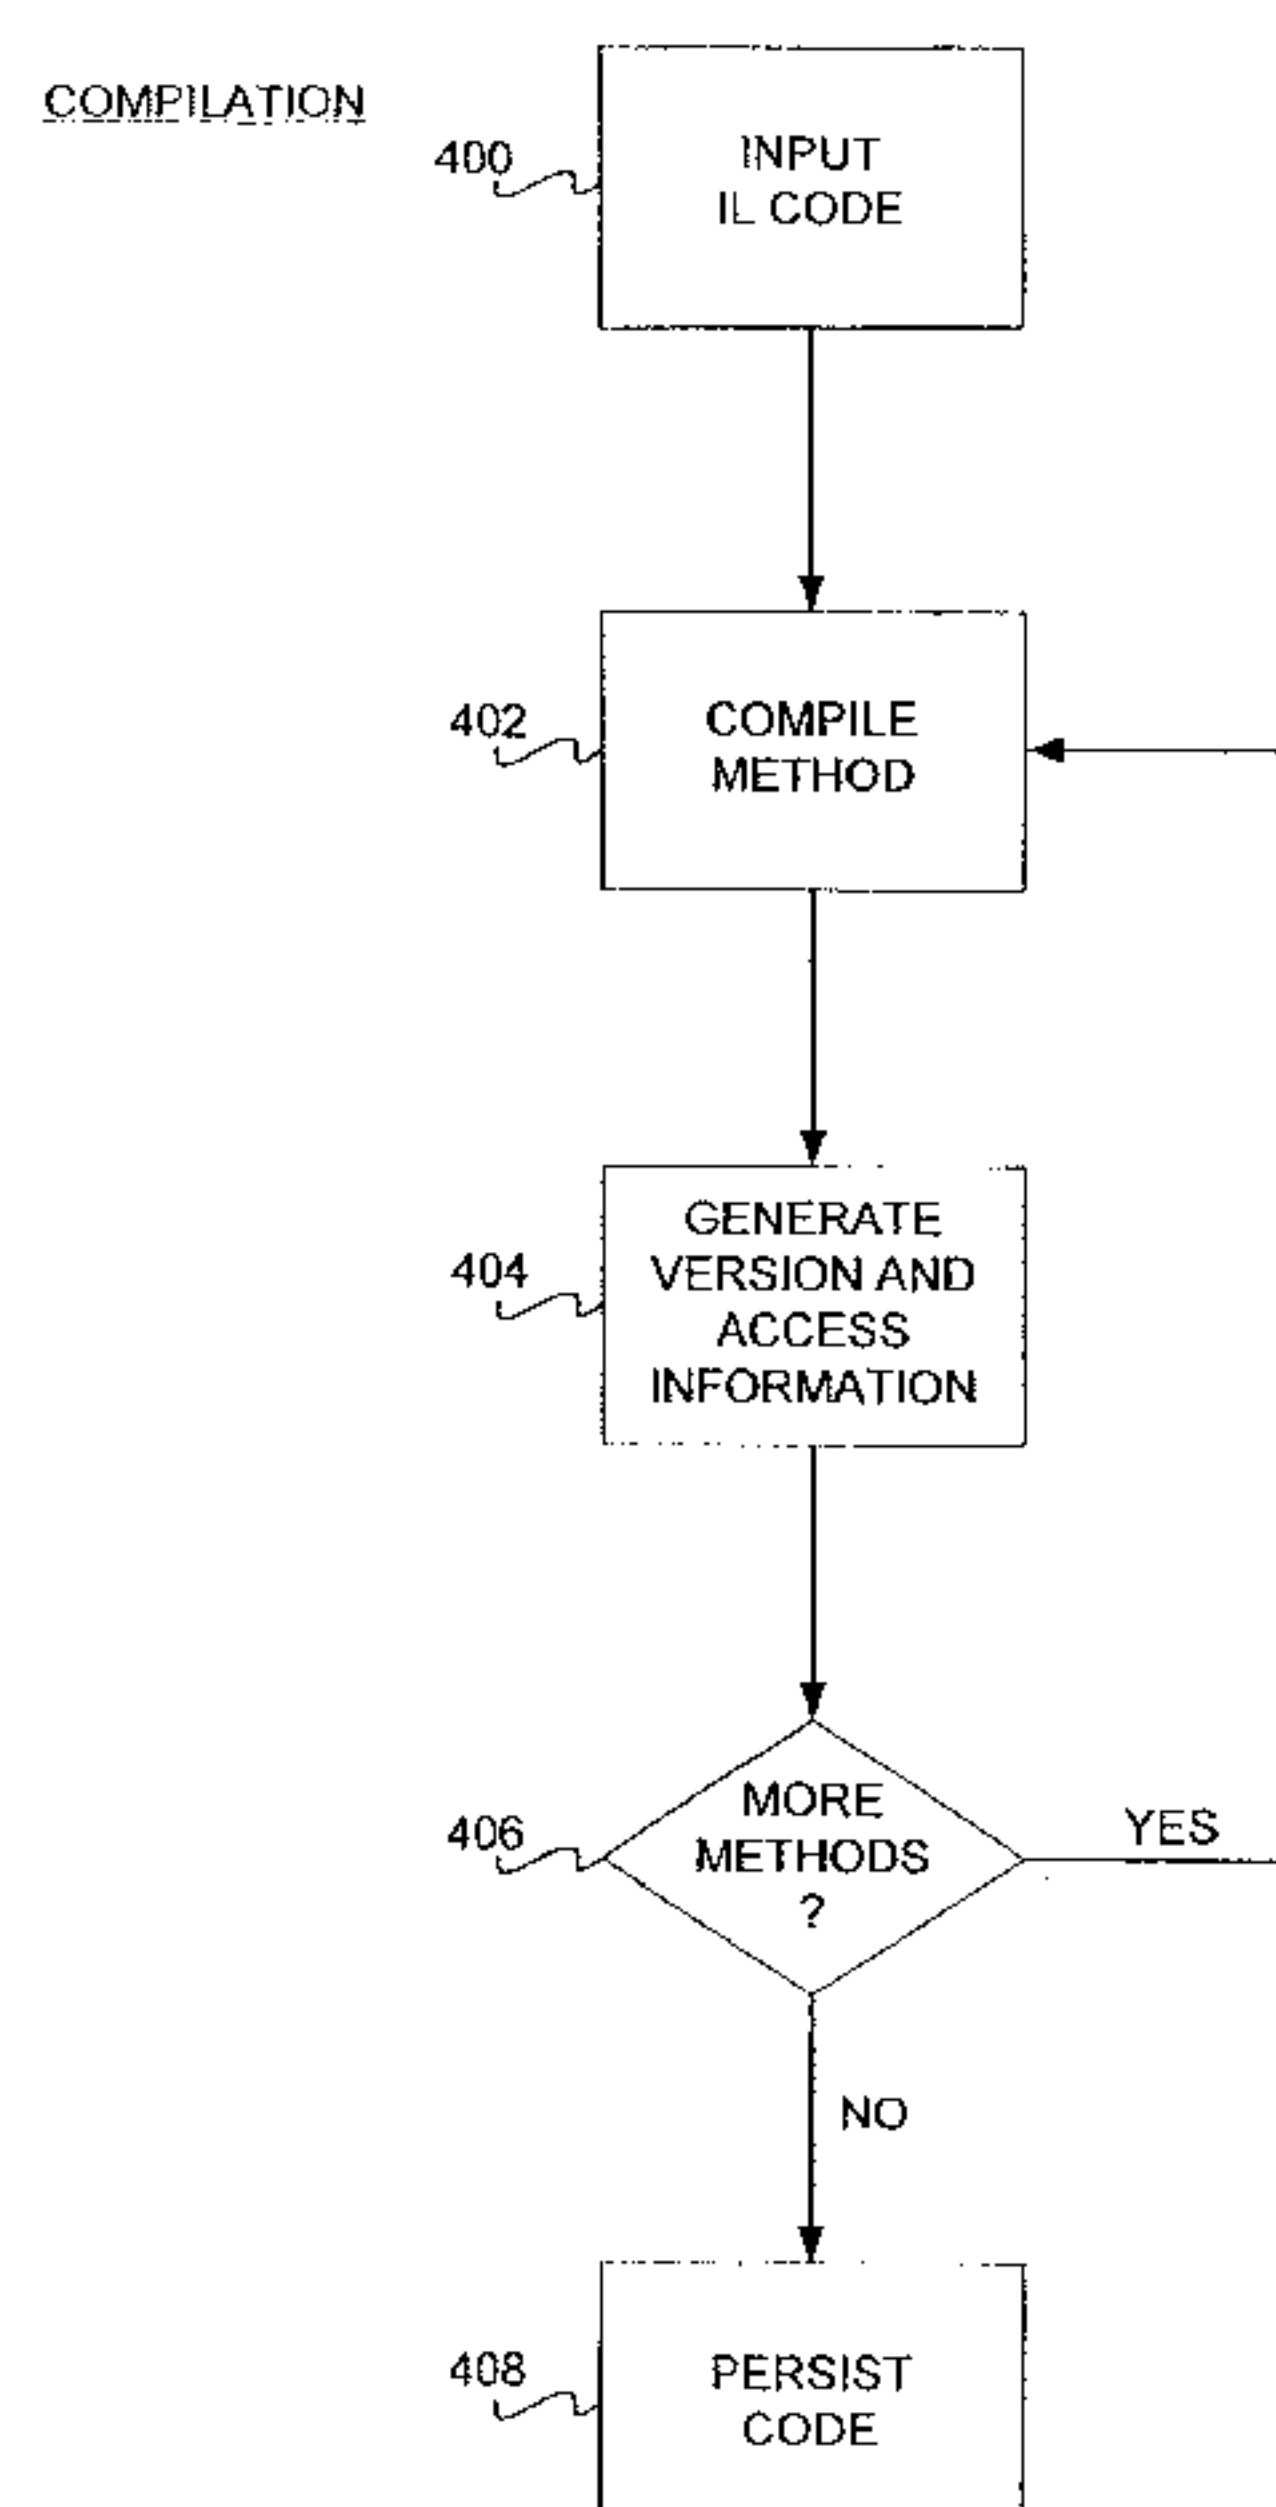 COMPILATION
400
INPUT
IL CODE
402
COMPILE
METHOD
404
GENERATE
VERSION AND
ACCESS
INFORMATION
406
MORE
METHODS
?
YES
NO
408
PERSIST
CODE